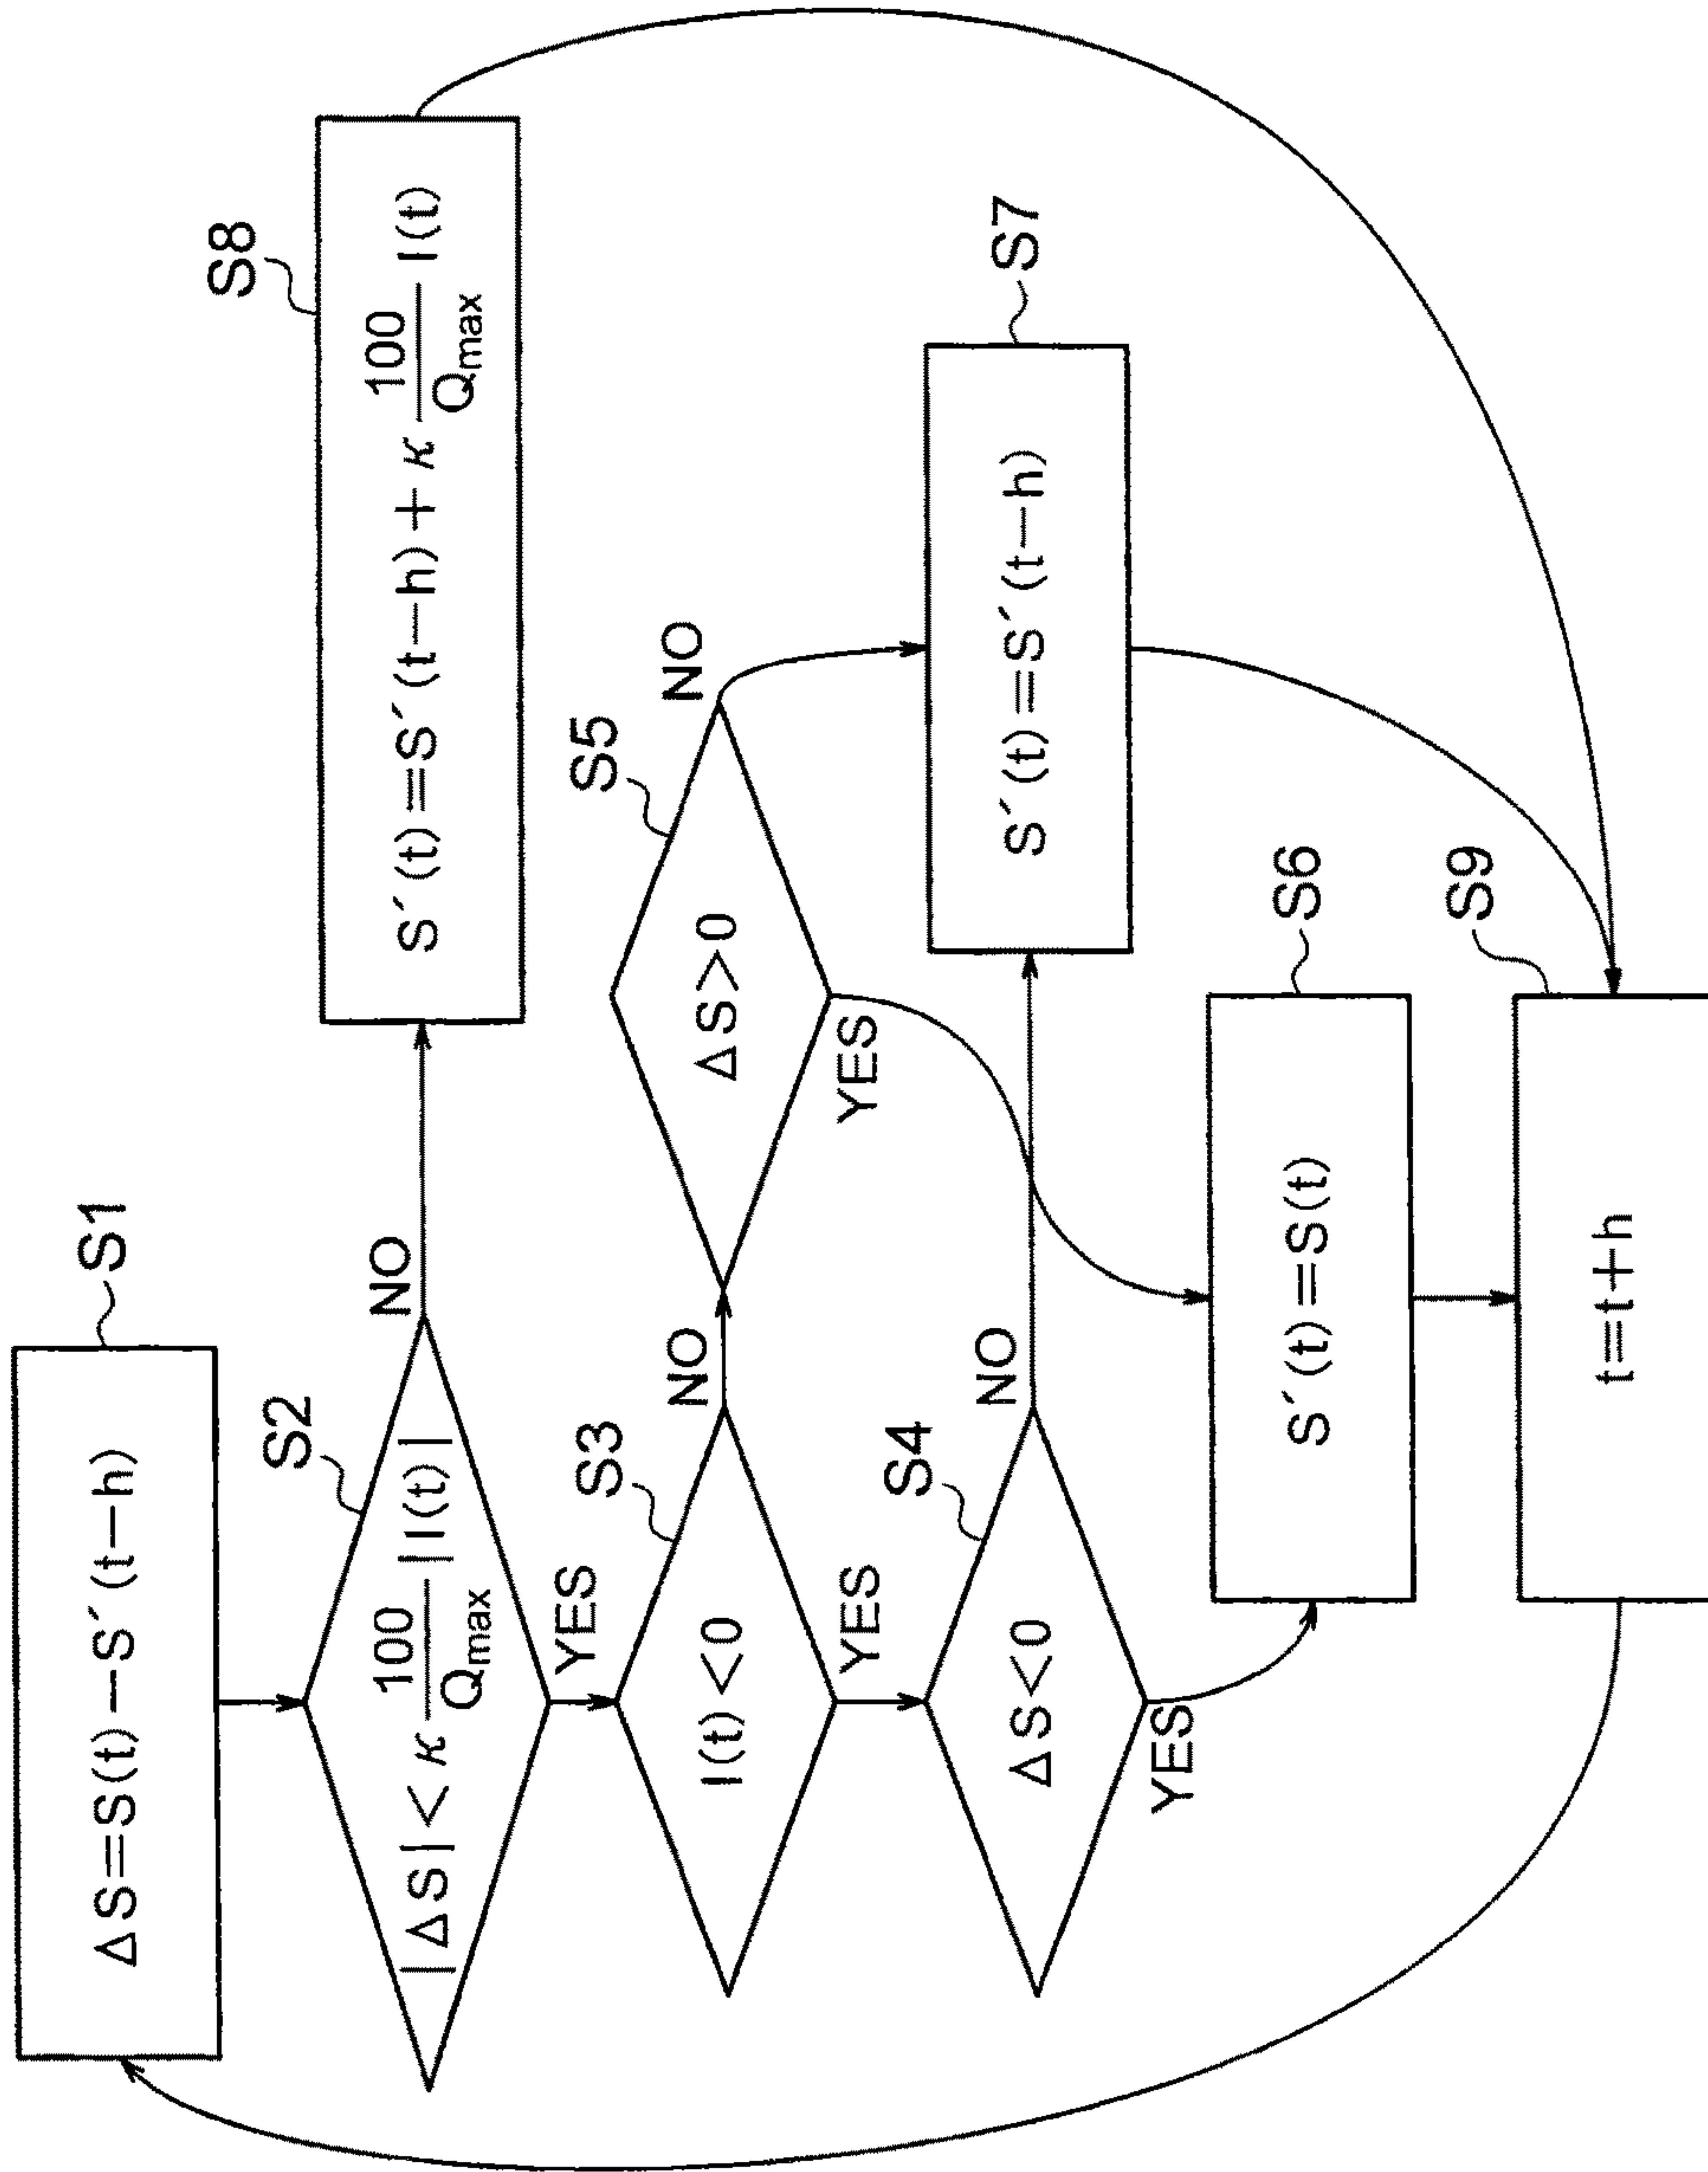 S1
ΔS=S(t)−S′(t−h)
S2
|ΔS|<κ 100/Qmax |I(t)|
NO
YES
S8
S′(t)=S′(t−h)+κ 100/Qmax I(t)
S3
I(t)<0
NO
YES
S5
ΔS>0
NO
YES
S4
ΔS<0
NO
YES
S7
S′(t)=S′(t−h)
S6
S′(t)=S(t)
S9
t=t+h